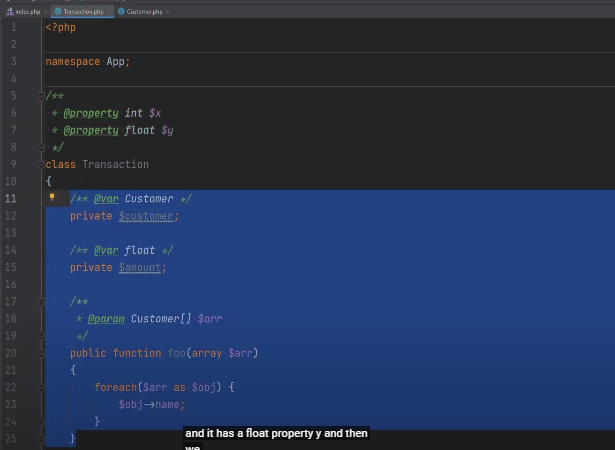 index.php Transaction.php Customer.php
1 <?php
2
3 namespace App;
4
5 /**
6 * @property int $x
7 * @property float $y
8 */
9 class Transaction
10 {
11 /** @var Customer */
12 private $customer;
13
14 /** @var float */
15 private $amount;
16
17 /**
18 * @param Customer[] $arr
19 */
20 public function foo(array $arr)
21 {
22 foreach($arr as $obj) {
23 $obj->name;
24 }
25 }
and it has a float property y and then
we